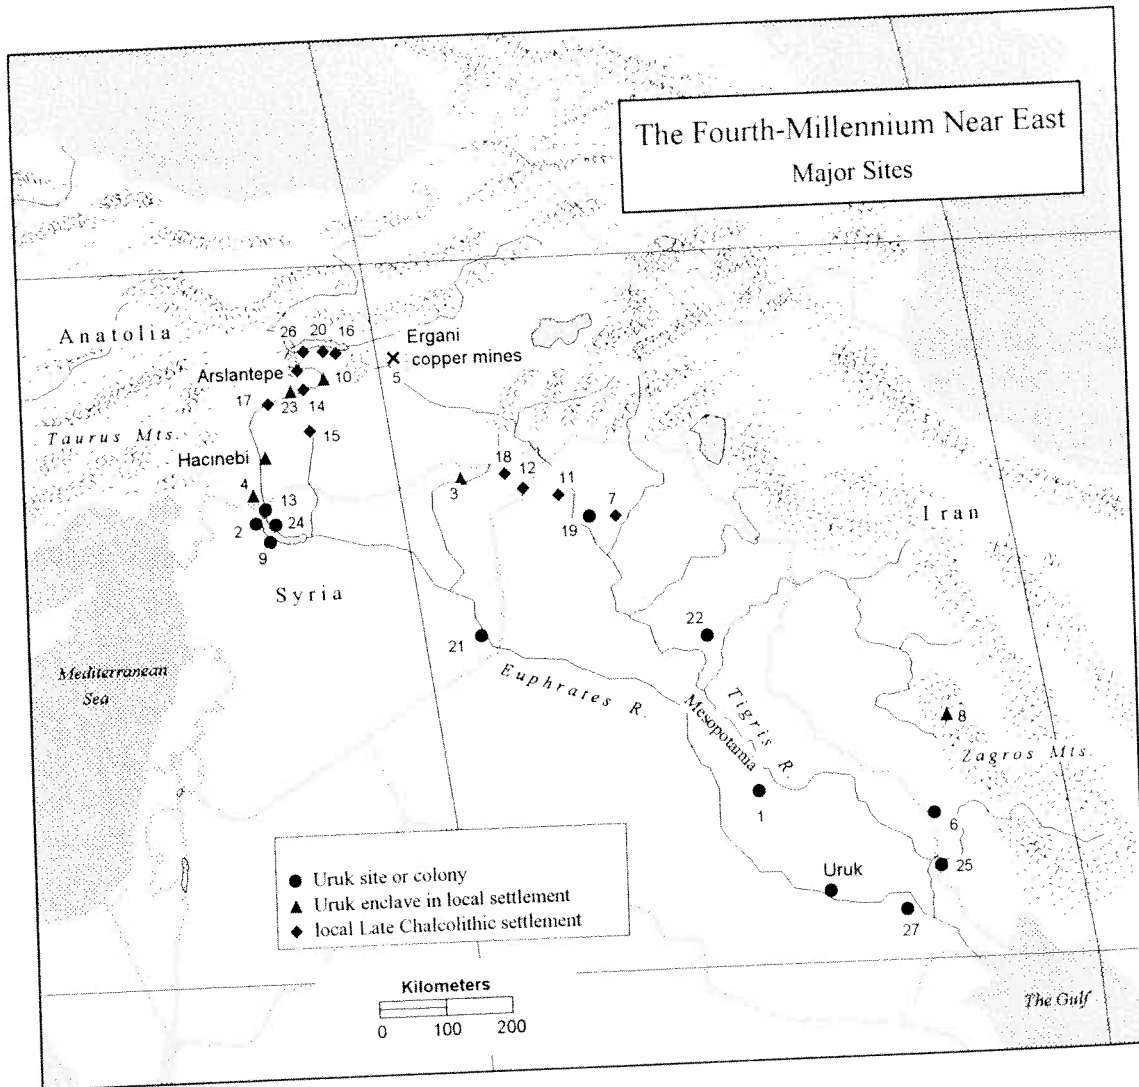 The Fourth-Millennium Near East
Major Sites
Anatolia
26 20 16
Ergani
copper mines
5
Arslantepe
10
17 23 14
Taurus Mts.
15
Hacınebi
18
12
11
7
3
4
13
2
24
19
9
Iran
Syria
22
21
Mediterranean
Sea
Euphrates R.
Mesopotamia
Tigris R.
8
Zagros Mts.
1
6
Uruk
25
27
Uruk site or colony
Uruk enclave in local settlement
local Late Chalcolithic settlement
Kilometers
0 100 200
The Gulf